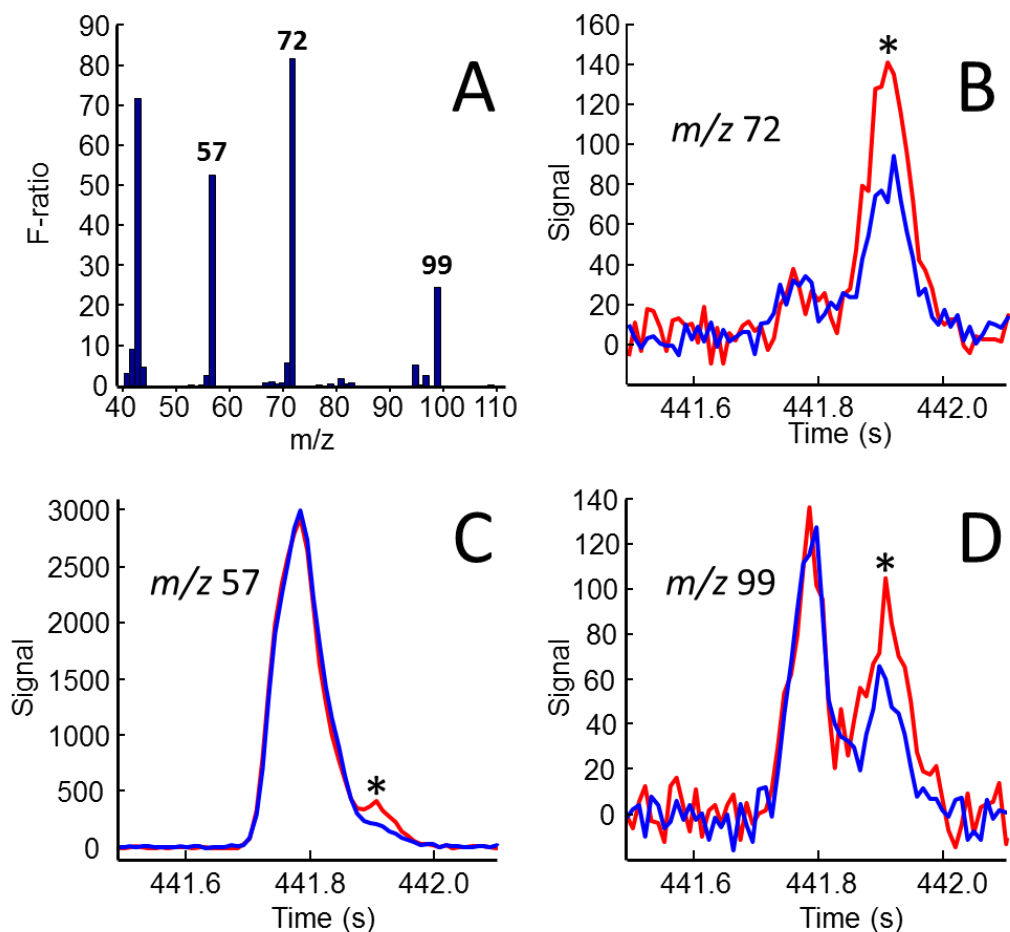 A
F-ratio
90
80
70
60
50
40
30
20
10
0
72
57
99
40 50 60 70 80 90 100 110
m/z
B
m/z 72
*
Signal
160
140
120
100
80
60
40
20
0
441.6 441.8 442.0
Time (s)
C
m/z 57
*
Signal
3000
2500
2000
1500
1000
500
0
441.6 441.8 442.0
Time (s)
D
m/z 99
*
Signal
140
120
100
80
60
40
20
0
441.6 441.8 442.0
Time (s)